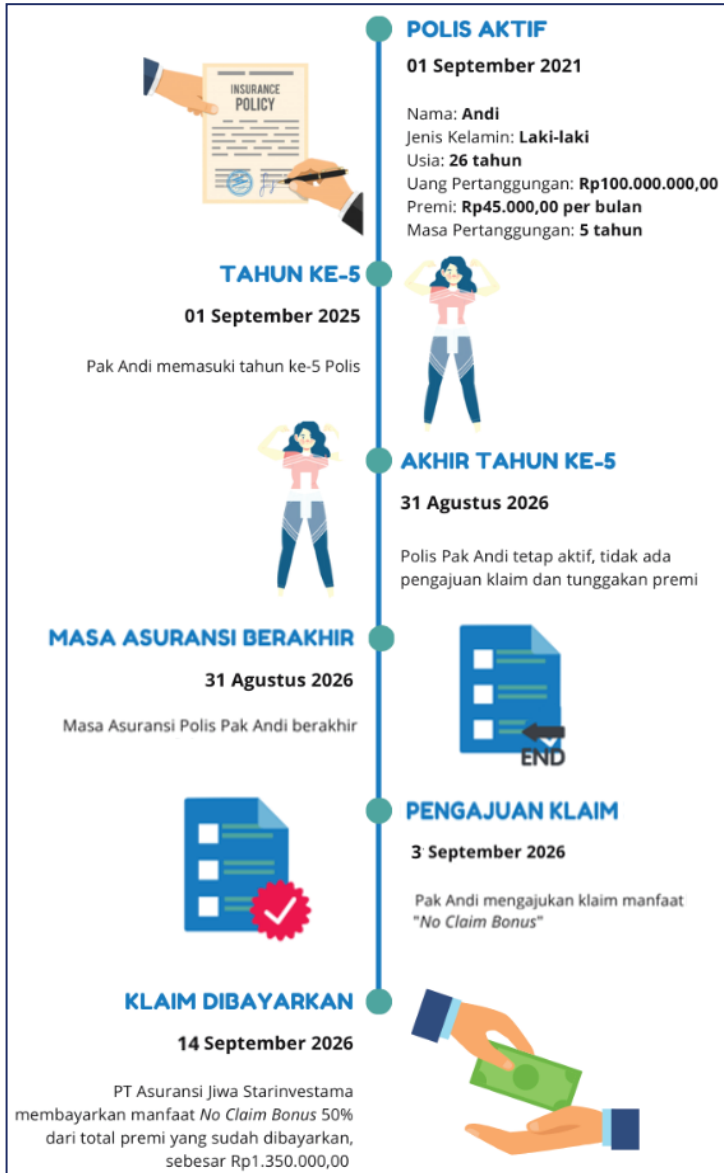 POLIS AKTIF
01 September 2021
INSURANCE
POLICY
Nama: Andi
Jenis Kelamin: Laki-laki
Usia: 26 tahun
Uang Pertanggungan: Rp100.000.000,00
Premi: Rp45.000,00 per bulan
Masa Pertanggungan: 5 tahun
TAHUN KE-5
01 September 2025
Pak Andi memasuki tahun ke-5 Polis
AKHIR TAHUN KE-5
31 Agustus 2026
Polis Pak Andi tetap aktif, tidak ada
pengajuan klaim dan tunggakan premi
MASA ASURANSI BERAKHIR
31 Agustus 2026
Masa Asuransi Polis Pak Andi berakhir
END
PENGAJUAN KLAIM
3 September 2026
Pak Andi mengajukan klaim manfaat
"No Claim Bonus"
KLAIM DIBAYARKAN
14 September 2026
PT Asuransi Jiwa Starinvestama
membayarkan manfaat No Claim Bonus 50%
dari total premi yang sudah dibayarkan,
sebesar Rp1.350.000,00